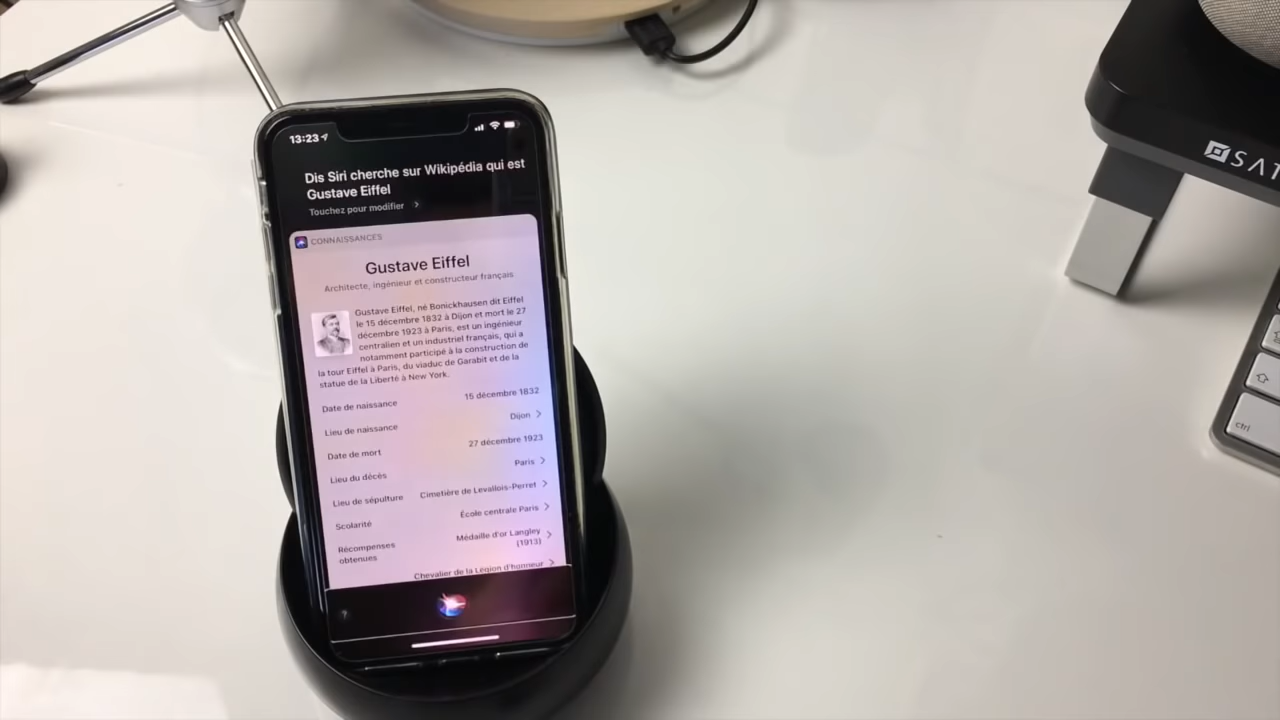 13:23
Dis Siri cherche sur Wikipédia qui est
Gustave Eiffel
Touchez pour modifier
CONNAISSANCES
Gustave Eiffel
Architecte, ingénieur et constructeur français
Gustave Eiffel, né Bonickhausen dit Eiffel
le 15 décembre 1832 à Dijon et mort le 27
décembre 1923 à Paris, est un ingénieur
centralien et un industriel français, qui a
notamment participé à la construction de
la tour Eiffel à Paris, du viaduc de Garabit et de la
statue de la Liberté à New York.
Date de naissance 15 décembre 1832
Lieu de naissance Dijon
Date de mort 27 décembre 1923
Lieu du décès Paris
Lieu de sépulture Cimetière de Levallois-Perret
Scolarité École centrale Paris
Récompenses Médaille d'or Langley
obtenues (1913)
Chevalier de la Légion d'honneur
?
SAT
ctrl